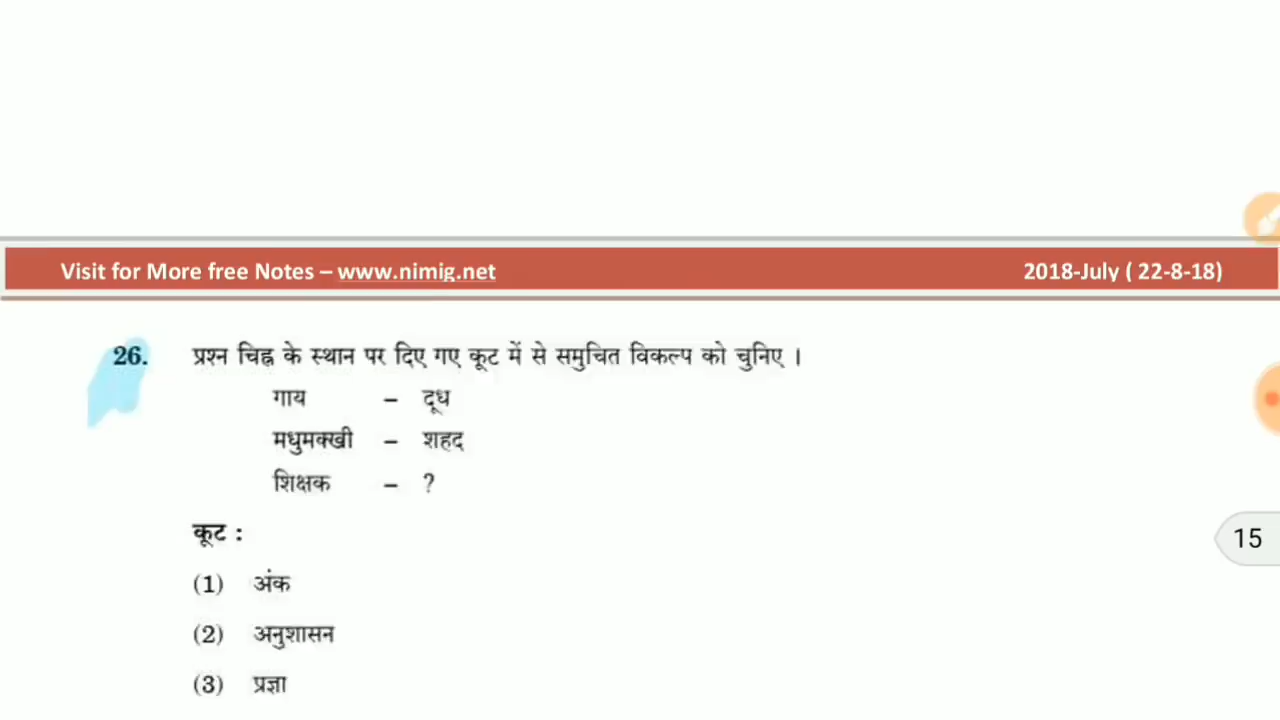 Visit for More free Notes – www.nimig.net 2018-July ( 22-8-18)
26. प्रश्न चिह्न के स्थान पर दिए गए कूट में से समुचित विकल्प को चुनिए ।
गाय – दूध
मधुमक्खी – शहद
शिक्षक – ?
कूट :
15
(1) अंक
(2) अनुशासन
(3) प्रज्ञा